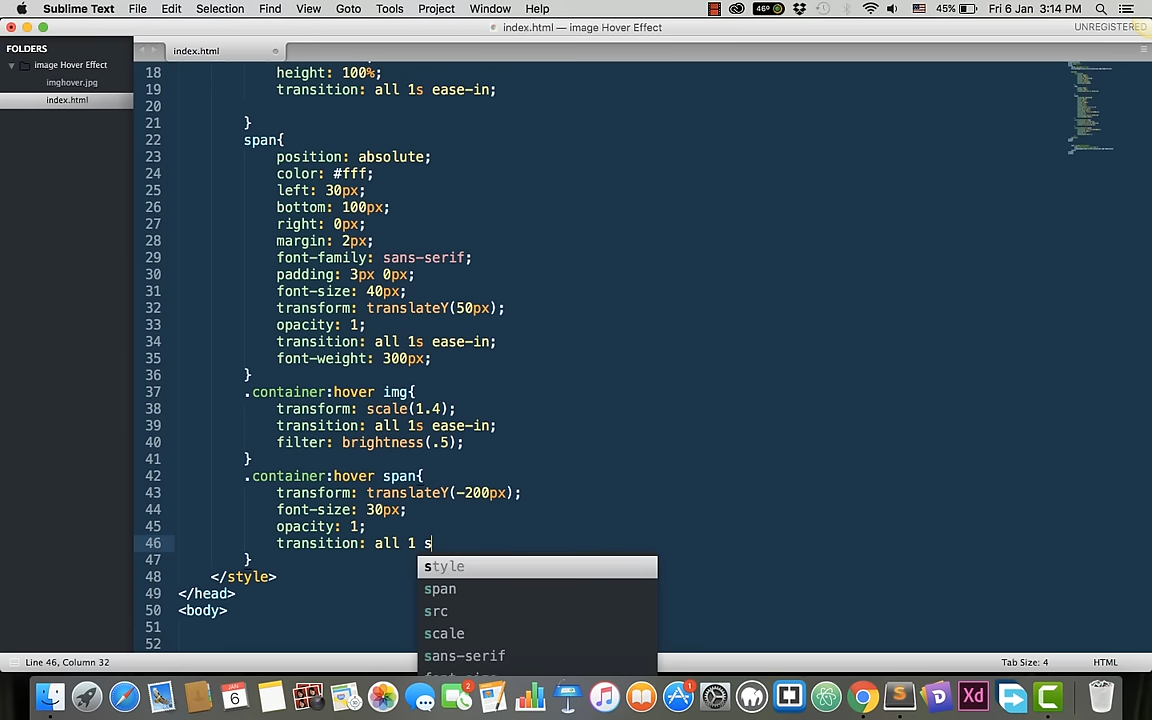 Sublime Text File Edit Selection Find View Goto Tools Project Window Help 46° 45% Fri 6 Jan 3:14 PM
index.html — image Hover Effect UNREGISTERED
FOLDERS
image Hover Effect
imghover.jpg
index.html
index.html
18 height: 100%;
19 transition: all 1s ease-in;
20
21 }
22 span{
23 position: absolute;
24 color: #fff;
25 left: 30px;
26 bottom: 100px;
27 right: 0px;
28 margin: 2px;
29 font-family: sans-serif;
30 padding: 3px 0px;
31 font-size: 40px;
32 transform: translateY(50px);
33 opacity: 1;
34 transition: all 1s ease-in;
35 font-weight: 300px;
36 }
37 .container:hover img{
38 transform: scale(1.4);
39 transition: all 1s ease-in;
40 filter: brightness(.5);
41 }
42 .container:hover span{
43 transform: translateY(-200px);
44 font-size: 30px;
45 opacity: 1;
46 transition: all 1 s
47 }
48 </style>
49 </head>
50 <body>
51
52
style
span
src
scale
sans-serif
Line 46, Column 32 Tab Size: 4 HTML
JAN
6
2
1
Xd